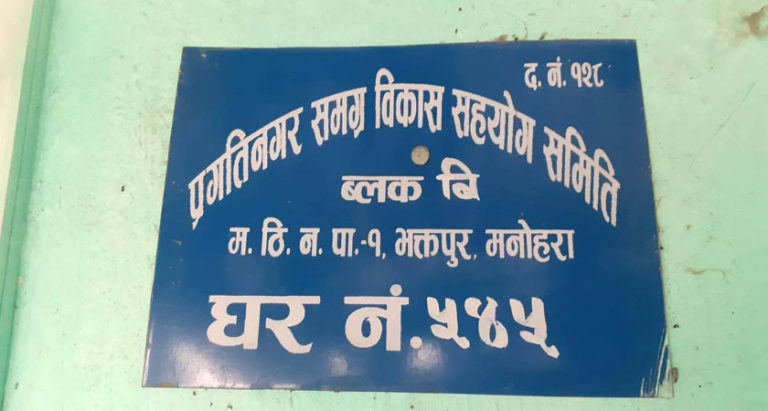 द. नं. १२८
प्रगतिनगर समग्र विकास सहयोग समिति
ब्लक बि
म. ठि. न. पा.-१, भक्तपुर, मनोहरा
घर नं. ५४५